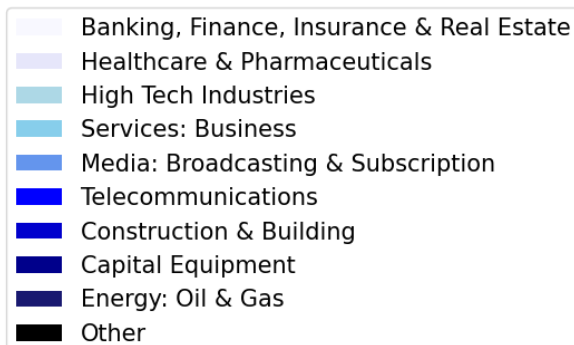 Banking, Finance, Insurance & Real Estate
Healthcare & Pharmaceuticals
High Tech Industries
Services: Business
Media: Broadcasting & Subscription
Telecommunications
Construction & Building
Capital Equipment
Energy: Oil & Gas
Other